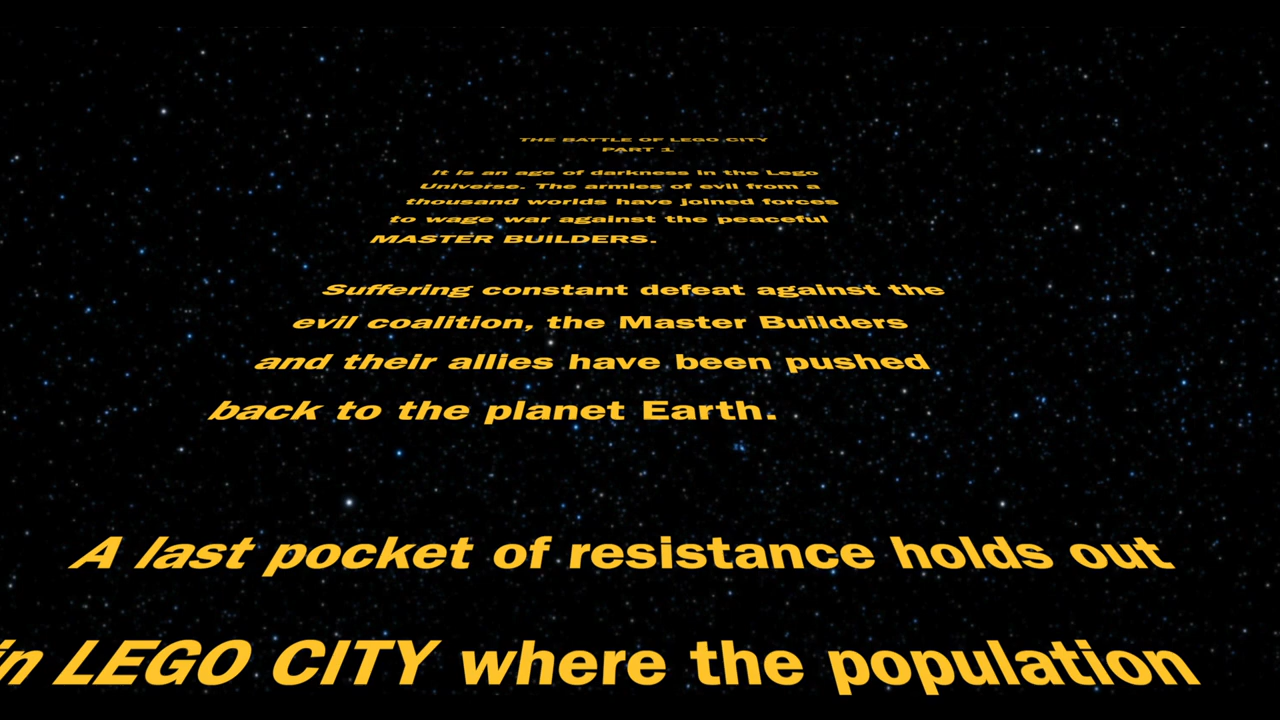 THE BATTLE OF LEGO CITY
PART 1
It is an age of darkness in the Lego
Universe. The armies of evil from a
thousand worlds have joined forces
to wage war against the peaceful
MASTER BUILDERS.
Suffering constant defeat against the
evil coalition, the Master Builders
and their allies have been pushed
back to the planet Earth.
A last pocket of resistance holds out
in LEGO CITY where the population